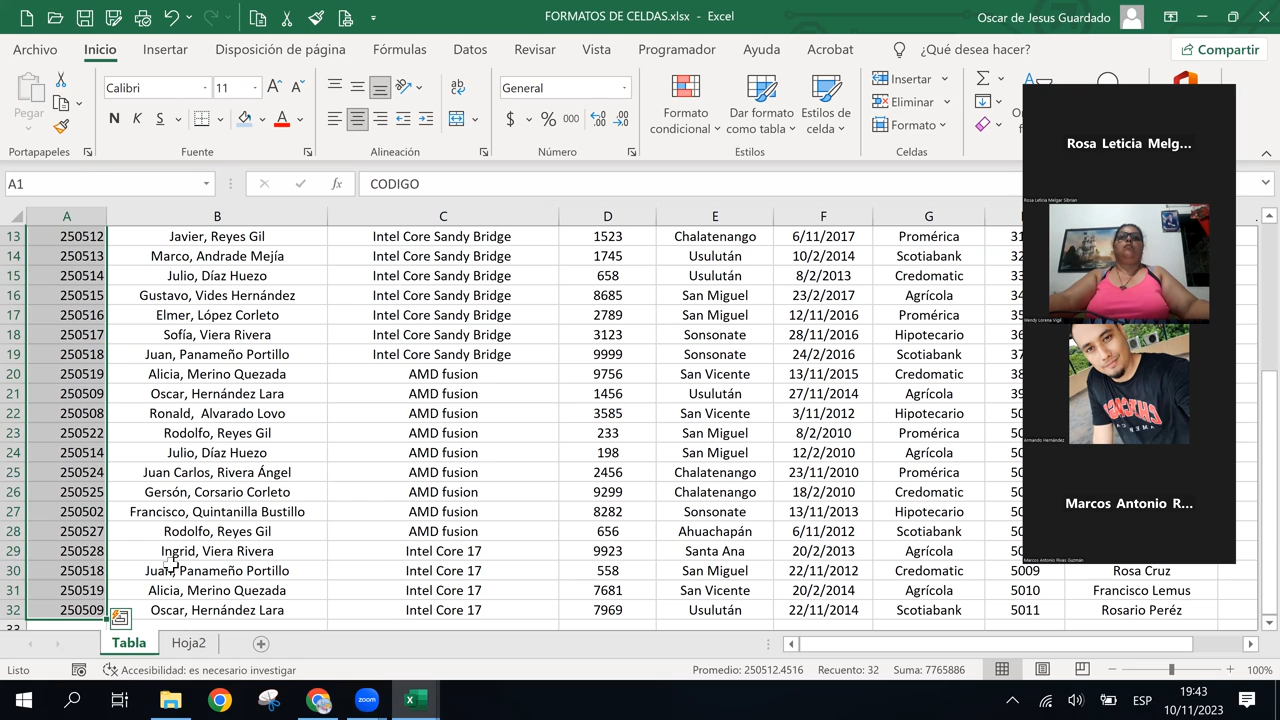 FORMATOS DE CELDAS.xlsx - Excel
Oscar de Jesus Guardado
Archivo Inicio Insertar Disposición de página Fórmulas Datos Revisar Vista Programador Ayuda Acrobat ¿Qué desea hacer? Compartir
Pegar
Calibri 11
N K S
General
$ % 000
Formato condicional
Dar formato como tabla
Estilos de celda
Insertar
Eliminar
Formato
Portapapeles Fuente Alineación Número Estilos Celdas
A1 fx CODIGO
A B C D E F G
13 250512 Javier, Reyes Gil Intel Core Sandy Bridge 1523 Chalatenango 6/11/2017 Promérica
14 250513 Marco, Andrade Mejía Intel Core Sandy Bridge 1745 Usulután 10/2/2014 Scotiabank
15 250514 Julio, Díaz Huezo Intel Core Sandy Bridge 658 Usulután 8/2/2013 Credomatic
16 250515 Gustavo, Vides Hernández Intel Core Sandy Bridge 8685 San Miguel 23/2/2017 Agrícola
17 250516 Elmer, López Corleto Intel Core Sandy Bridge 2789 San Miguel 12/11/2016 Promérica
18 250517 Sofía, Viera Rivera Intel Core Sandy Bridge 3123 Sonsonate 28/11/2016 Hipotecario
19 250518 Juan, Panameño Portillo Intel Core Sandy Bridge 9999 Sonsonate 24/2/2016 Scotiabank
20 250519 Alicia, Merino Quezada AMD fusion 9756 San Vicente 13/11/2015 Credomatic
21 250509 Oscar, Hernández Lara AMD fusion 1456 Usulután 27/11/2014 Agrícola
22 250508 Ronald, Alvarado Lovo AMD fusion 3585 San Vicente 3/11/2012 Hipotecario
23 250522 Rodolfo, Reyes Gil AMD fusion 233 San Miguel 8/2/2010 Promérica
24 250514 Julio, Díaz Huezo AMD fusion 198 San Miguel 12/2/2010 Agrícola
25 250524 Juan Carlos, Rivera Ángel AMD fusion 2456 Chalatenango 23/11/2010 Promérica
26 250525 Gersón, Corsario Corleto AMD fusion 9299 Chalatenango 18/2/2010 Credomatic
27 250502 Francisco, Quintanilla Bustillo AMD fusion 8282 Sonsonate 13/11/2013 Hipotecario
28 250527 Rodolfo, Reyes Gil AMD fusion 656 Ahuachapán 6/11/2012 Scotiabank
29 250528 Ingrid, Viera Rivera Intel Core 17 9923 Santa Ana 20/2/2013 Agrícola
30 250518 Juan, Panameño Portillo Intel Core 17 558 San Miguel 22/11/2012 Credomatic 5009 Rosa Cruz
31 250519 Alicia, Merino Quezada Intel Core 17 7681 San Vicente 20/2/2014 Agrícola 5010 Francisco Lemus
32 250509 Oscar, Hernández Lara Intel Core 17 7969 Usulután 22/11/2014 Scotiabank 5011 Rosario Peréz
33
Rosa Leticia Melg...
Rosa Leticia Melgar Sibrian
Wendy Lorena Vigil
Armando Hernández
Marcos Antonio R...
Marcos Antonio Rivas Guzman
Tabla Hoja2
Listo Accesibilidad: es necesario investigar Promedio: 250512.4516 Recuento: 32 Suma: 7765886 100%
zoom
ESP
19:43
10/11/2023